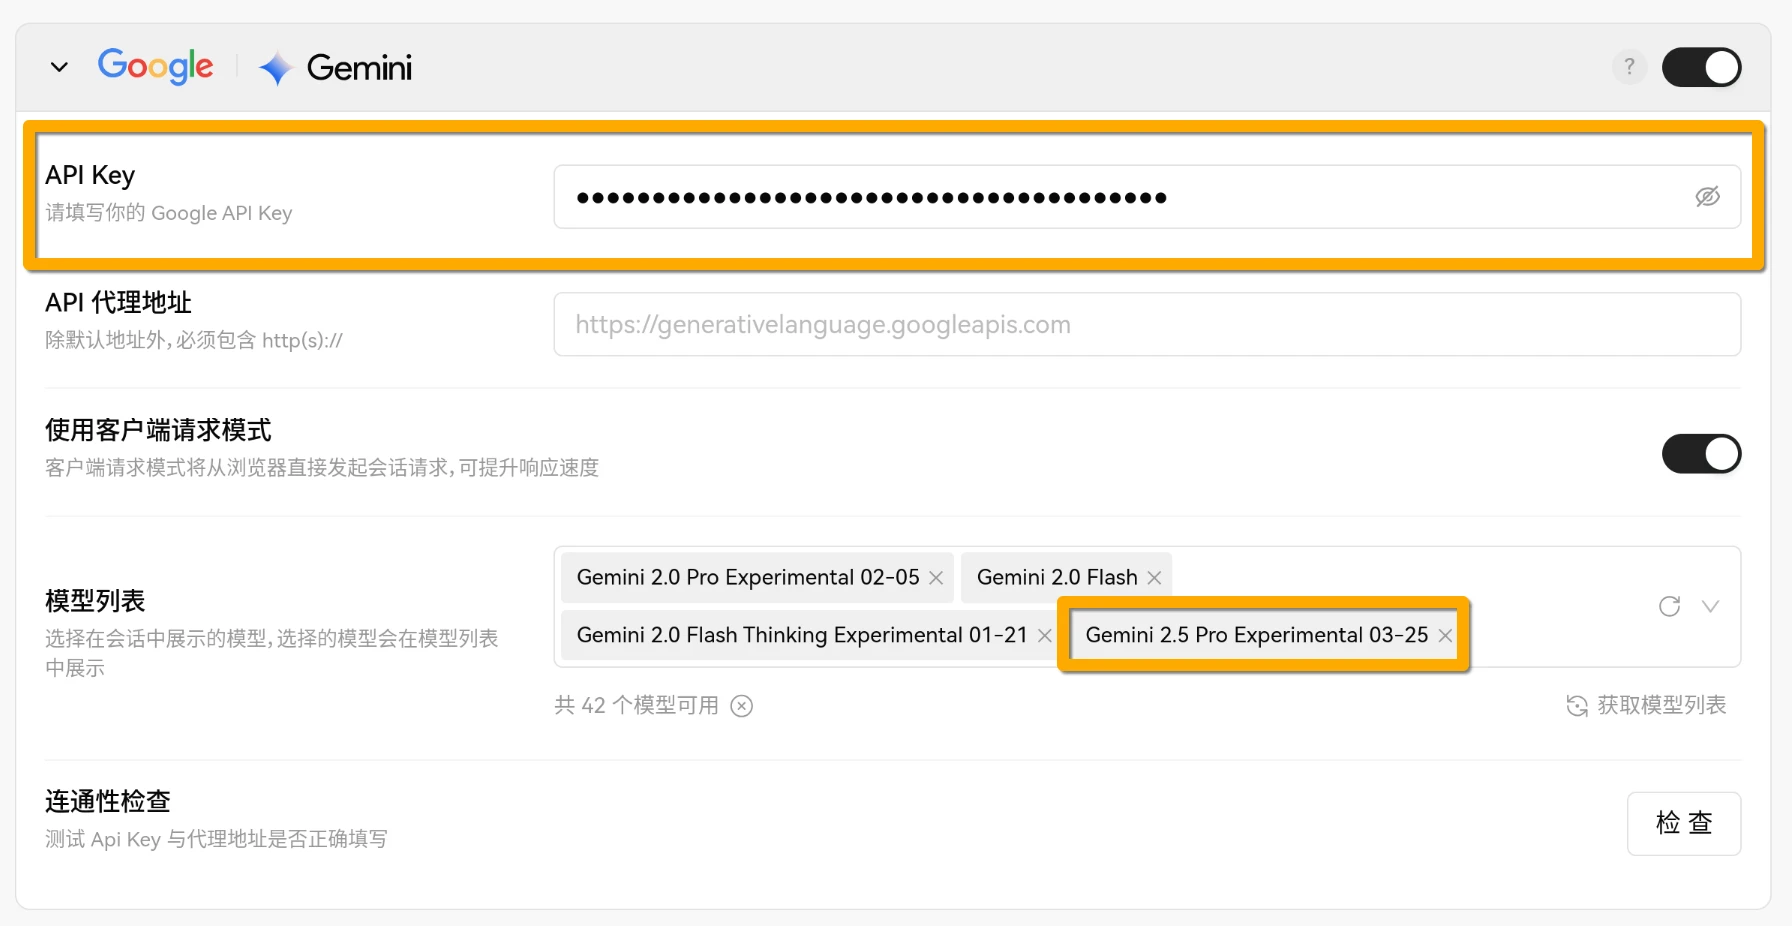 Google Gemini
?
API Key
请填写你的 Google API Key
••••••••••••••••••••••••••••••••••••••
API 代理地址
除默认地址外，必须包含 http(s)://
https://generativelanguage.googleapis.com
使用客户端请求模式
客户端请求模式将从浏览器直接发起会话请求，可提升响应速度
模型列表
选择在会话中展示的模型，选择的模型会在模型列表
中展示
Gemini 2.0 Pro Experimental 02-05 Gemini 2.0 Flash
Gemini 2.0 Flash Thinking Experimental 01-21 Gemini 2.5 Pro Experimental 03-25
共 42 个模型可用
获取模型列表
连通性检查
测试 Api Key 与代理地址是否正确填写
检 查